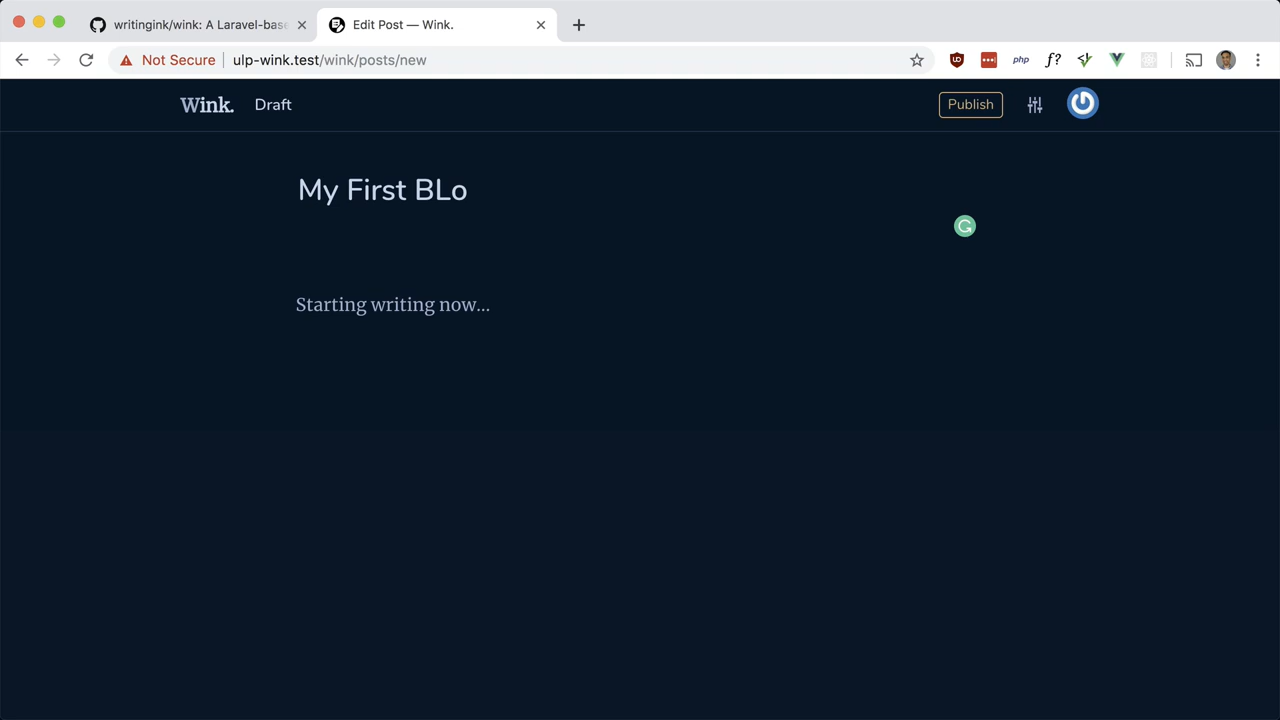 writingink/wink: A Laravel-base
Edit Post — Wink.
Not Secure
ulp-wink.test/wink/posts/new
php
f?
Wink.
Draft
Publish
My First BLo
Starting writing now...